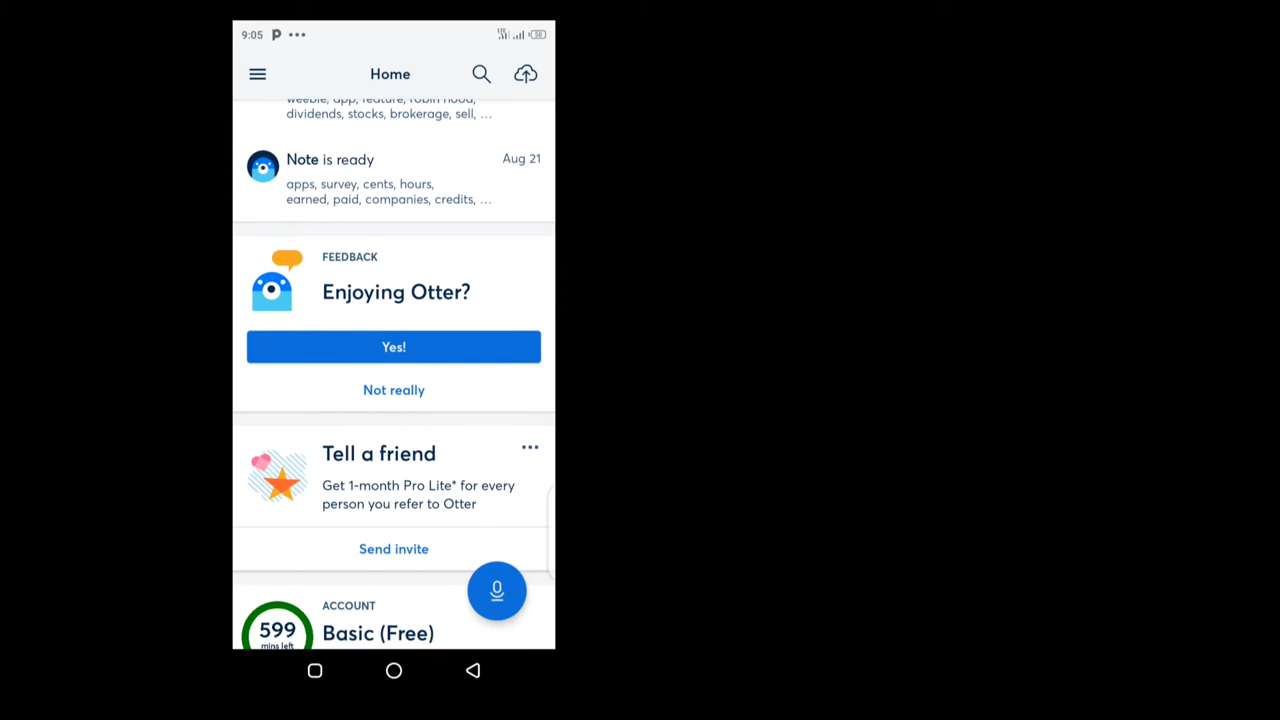 9:05 P •••
50
Home
weebie, app, feature, robin hood,
dividends, stocks, brokerage, sell, …
Note is ready
Aug 21
apps, survey, cents, hours,
earned, paid, companies, credits, …
FEEDBACK
Enjoying Otter?
Yes!
Not really
Tell a friend
Get 1-month Pro Lite* for every
person you refer to Otter
Send invite
ACCOUNT
599
mins left
Basic (Free)